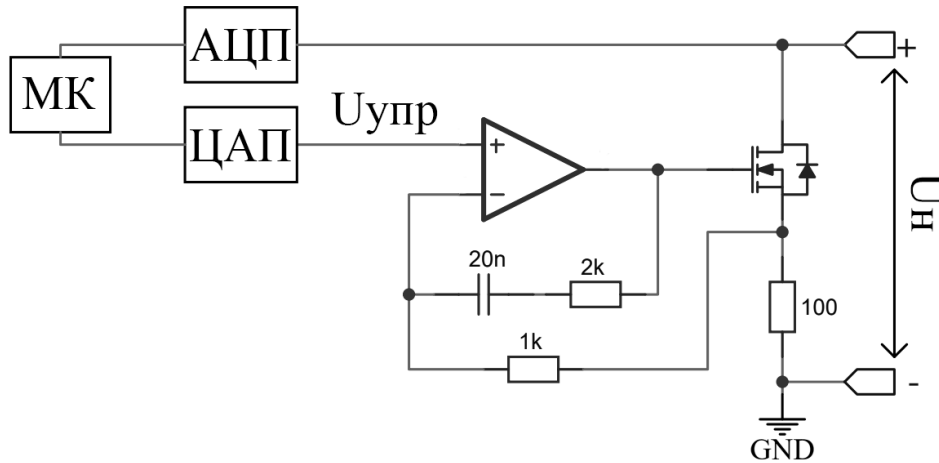 АЦП
+
МК
Uупр
ЦАП
+
−
Uн
20n
2k
100
1k
-
GND